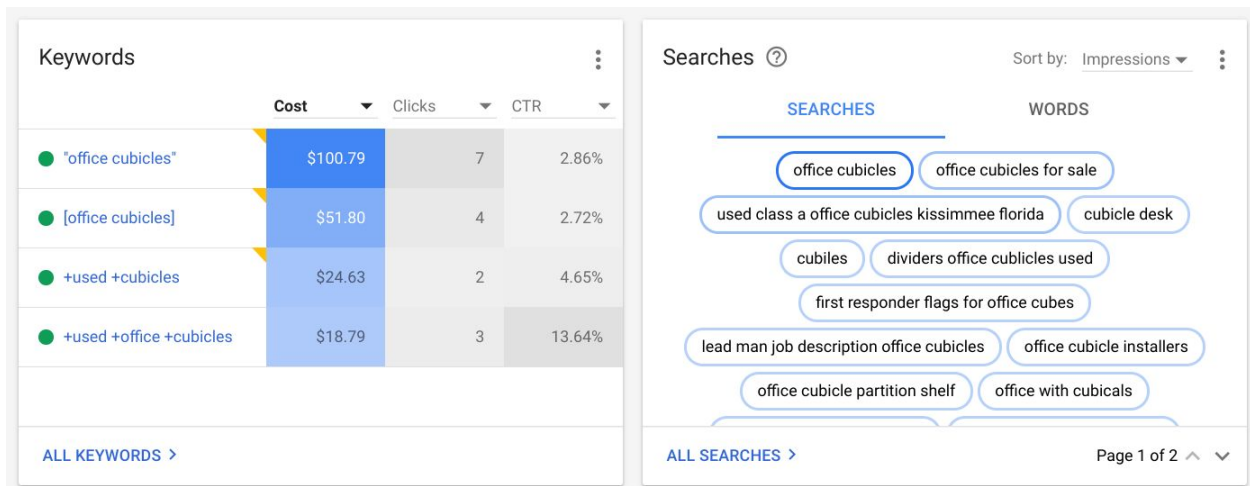 Keywords
Cost Clicks CTR
"office cubicles" $100.79 7 2.86%
[office cubicles] $51.80 4 2.72%
+used +cubicles $24.63 2 4.65%
+used +office +cubicles $18.79 3 13.64%
ALL KEYWORDS >
Searches ?
Sort by: Impressions
SEARCHES WORDS
office cubicles office cubicles for sale
used class a office cubicles kissimmee florida cubicle desk
cubiles dividers office cublicles used
first responder flags for office cubes
lead man job description office cubicles office cubicle installers
office cubicle partition shelf office with cubicals
ALL SEARCHES >
Page 1 of 2